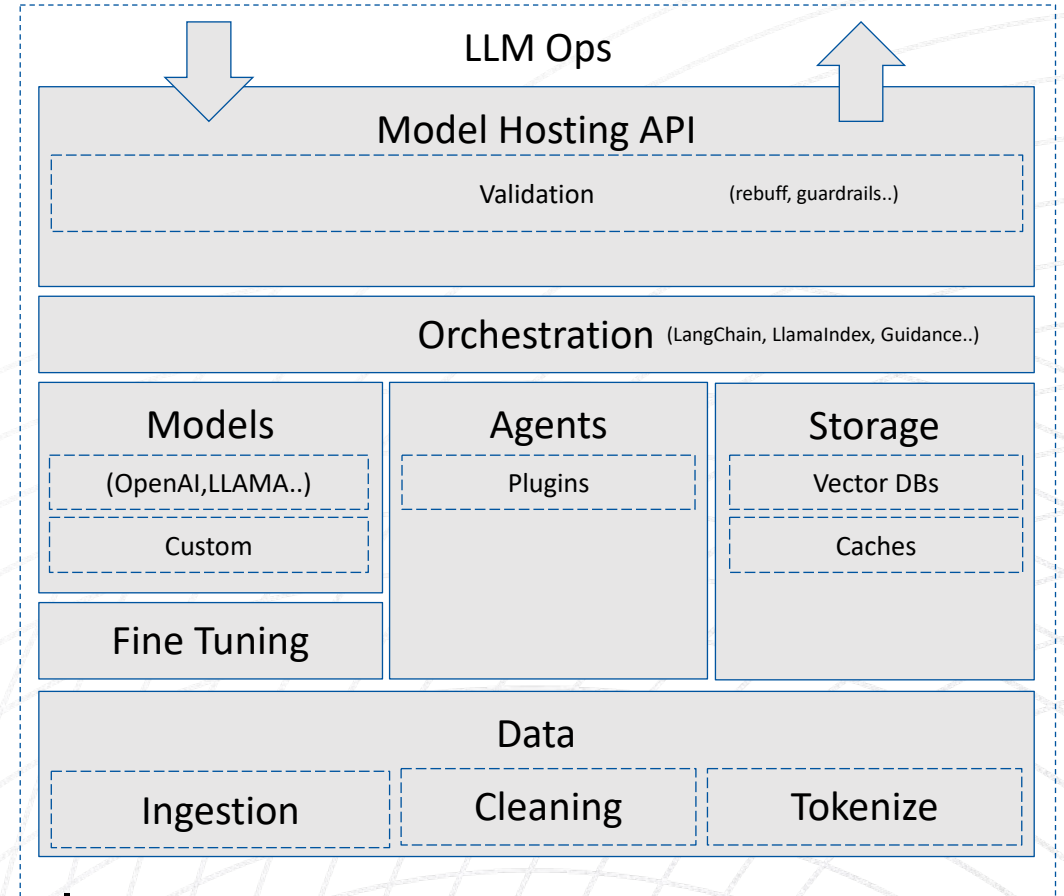 LLM Ops
Model Hosting API
Validation (rebuff, guardrails..)
Orchestration (LangChain, LlamaIndex, Guidance..)
Models
(OpenAI,LLAMA..)
Custom
Fine Tuning
Agents
Plugins
Storage
Vector DBs
Caches
Data
Ingestion
Cleaning
Tokenize